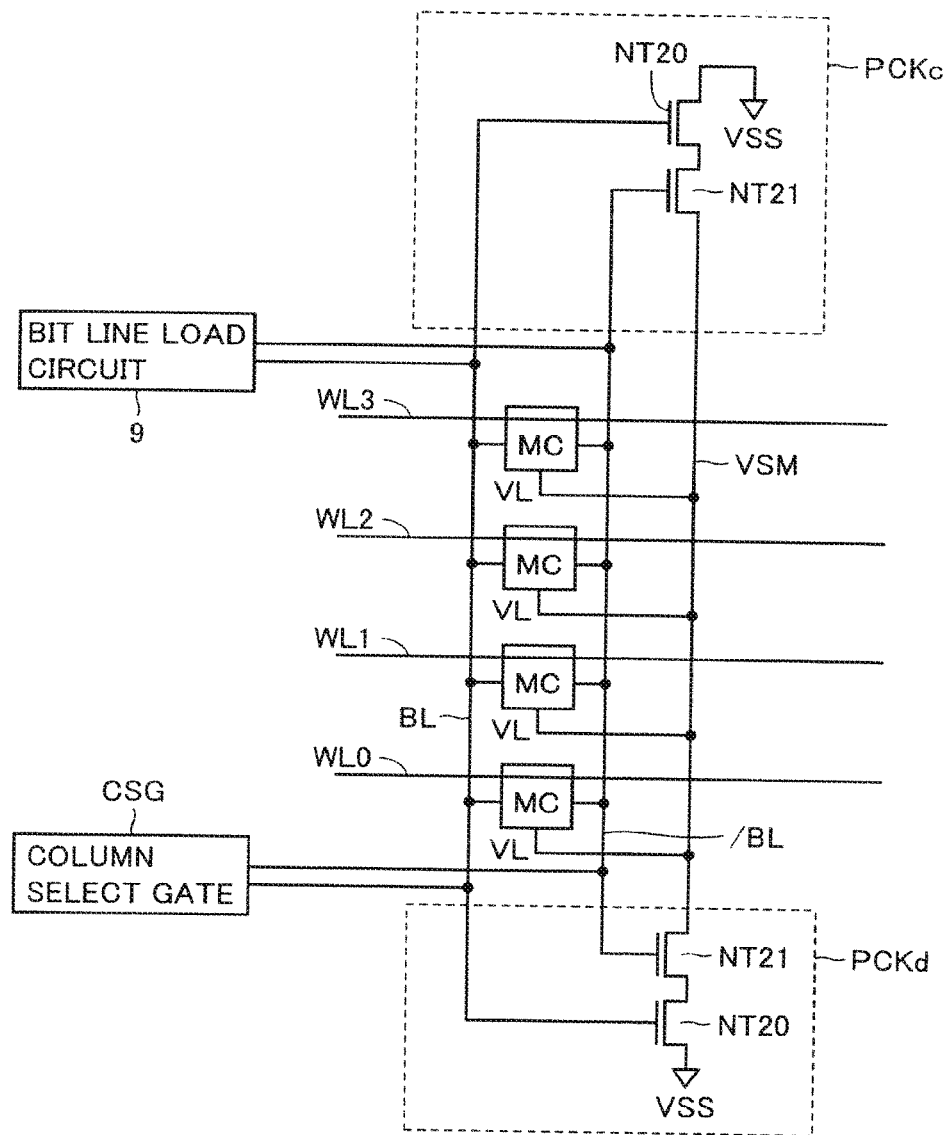 NT20
PCKc
VSS
NT21
BIT LINE LOAD
CIRCUIT
9
WL3
MC
VL
VSM
WL2
MC
VL
WL1
MC
BL
VL
WL0
MC
CSG
VL
/BL
COLUMN
SELECT GATE
NT21
PCKd
NT20
VSS